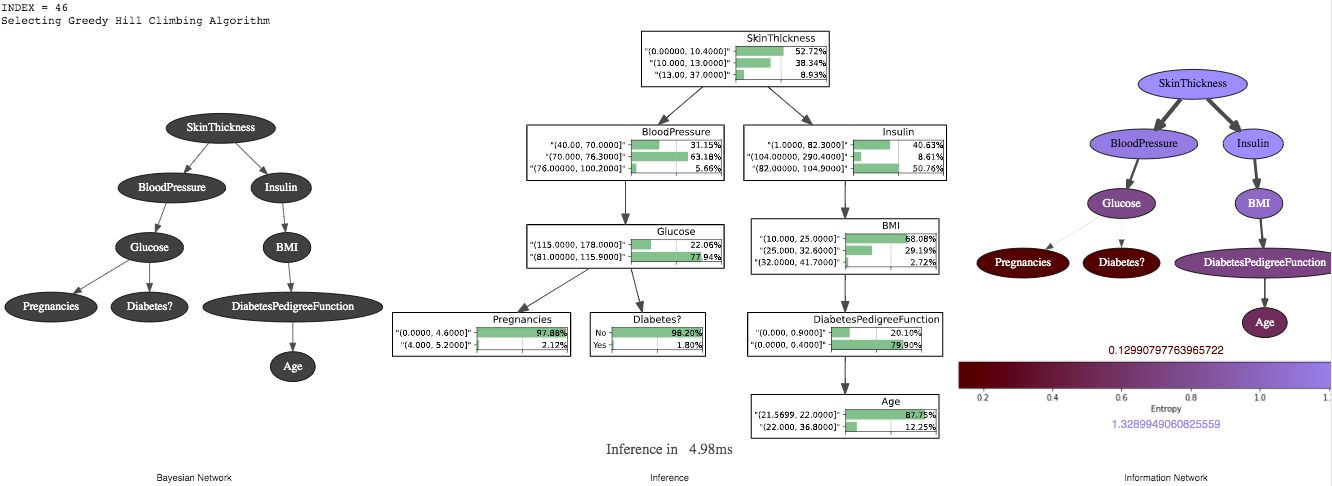 INDEX = 46
Selecting Greedy Hill Climbing Algorithm
SkinThickness
BloodPressure
Insulin
Glucose
BMI
Pregnancies
Diabetes?
DiabetesPedigreeFunction
Age
Bayesian Network
SkinThickness
"(0.00000, 10.4000]" 52.72%
"(10.000, 13.0000]" 38.34%
"(13.00, 37.0000]" 8.93%
BloodPressure
"(40.00, 70.0000]" 31.15%
"(70.000, 76.3000]" 63.18%
"(76.00000, 100.2000]" 5.66%
Insulin
"(1.0000, 82.3000]" 40.63%
"(104.00000, 290.4000]" 8.61%
"(82.00000, 104.9000]" 50.76%
Glucose
"(115.0000, 178.0000]" 22.06%
"(81.00000, 115.9000]" 77.94%
BMI
"(10.000, 25.0000]" 68.08%
"(25.000, 32.6000]" 29.19%
"(32.0000, 41.7000]" 2.72%
Pregnancies
"(0.0000, 4.6000]" 97.88%
"(4.000, 5.2000]" 2.12%
Diabetes?
No 98.20%
Yes 1.80%
DiabetesPedigreeFunction
"(0.000, 0.9000]" 20.10%
"(0.0000, 0.4000]" 79.90%
Age
"(21.5699, 22.0000]" 87.75%
"(22.000, 36.8000]" 12.25%
Inference in 4.98ms
Inference
SkinThickness
BloodPressure
Insulin
Glucose
BMI
Pregnancies
Diabetes?
DiabetesPedigreeFunction
Age
0.12990797763965722
0.2 0.4 0.6 0.8 1.0
Entropy
1.3289949060825559
Information Network